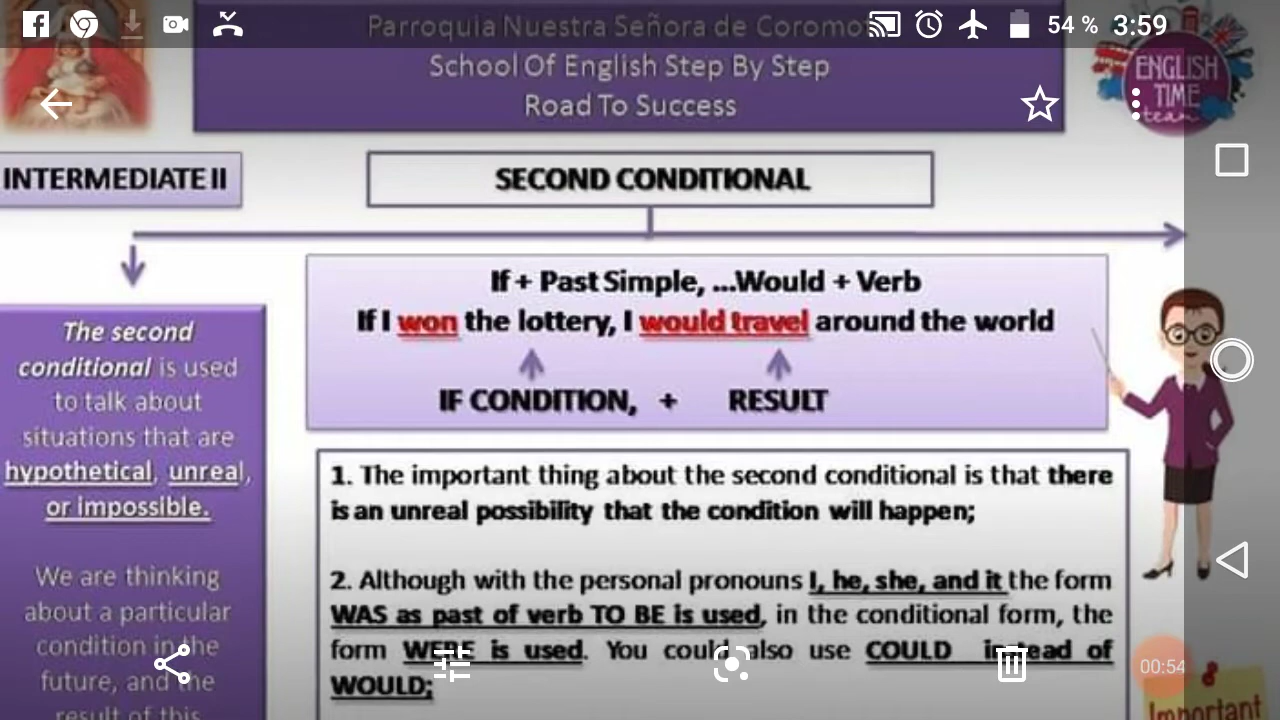 54 % 3:59
Parroquia Nuestra Señora de Coromo
School Of English Step By Step
Road To Success
ENGLISH
TIME
team
INTERMEDIATE II
SECOND CONDITIONAL
If + Past Simple, ...Would + Verb
If I won the lottery, I would travel around the world
IF CONDITION, + RESULT
The second
conditional is used
to talk about
situations that are
hypothetical, unreal,
or impossible.
We are thinking
about a particular
condition in the
future, and the
result of this
1. The important thing about the second conditional is that there
is an unreal possibility that the condition will happen;
2. Although with the personal pronouns I, he, she, and it the form
WAS as past of verb TO BE is used, in the conditional form, the
form WERE is used. You could also use COULD instead of
WOULD;
00:54
Important